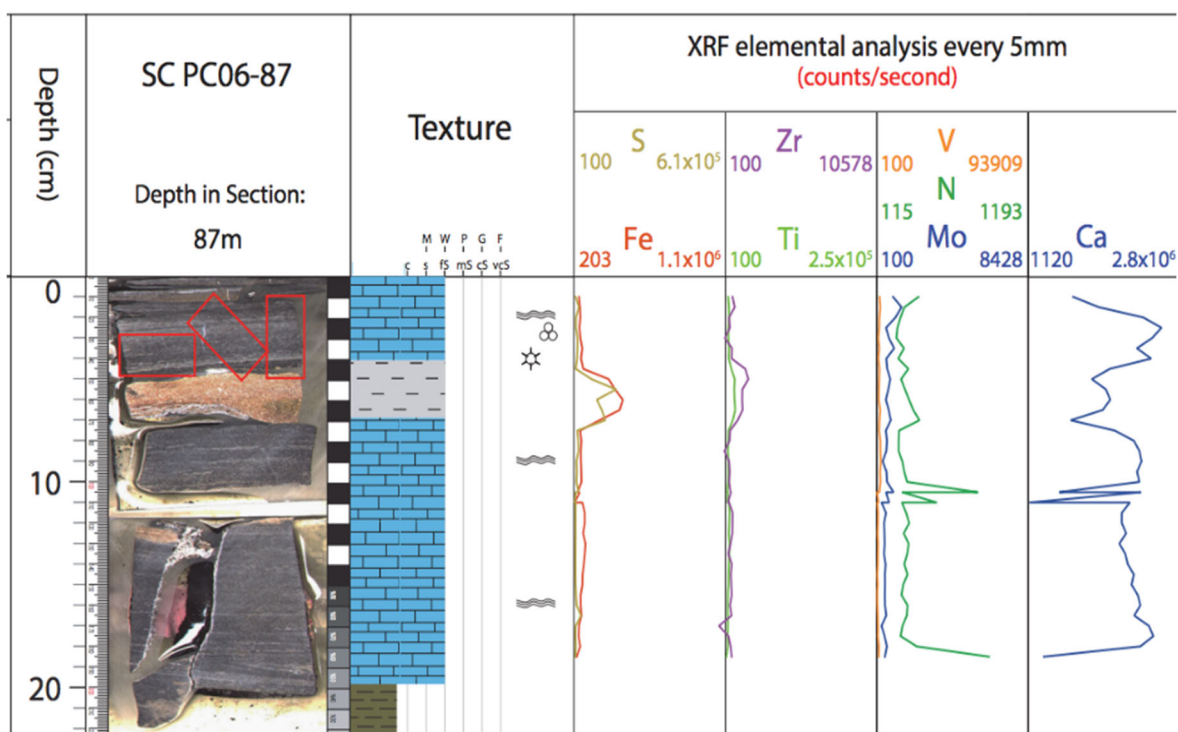 Depth (cm)
SC PC06-87
Depth in Section:
87m
Texture
M W P G F
c s fS mS cS vcS
XRF elemental analysis every 5mm
(counts/second)
S
100 6.1x10⁵
Fe
203 1.1x10⁶
Zr
100 10578
Ti
100 2.5x10⁵
V
100 93909
N
115 1193
Mo
100 8428
Ca
1120 2.8x10⁶
0
10
20